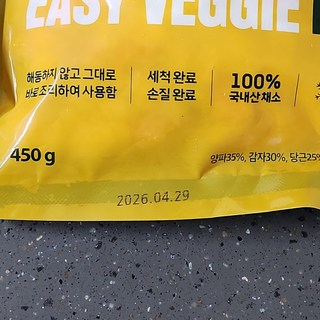 EASY VEGGIE
해동하지 않고 그대로
바로 조리하여 사용함
세척 완료
손질 완료
100%
국내산 채소
450 g
양파35%, 감자30%, 당근25%
2026.04.29